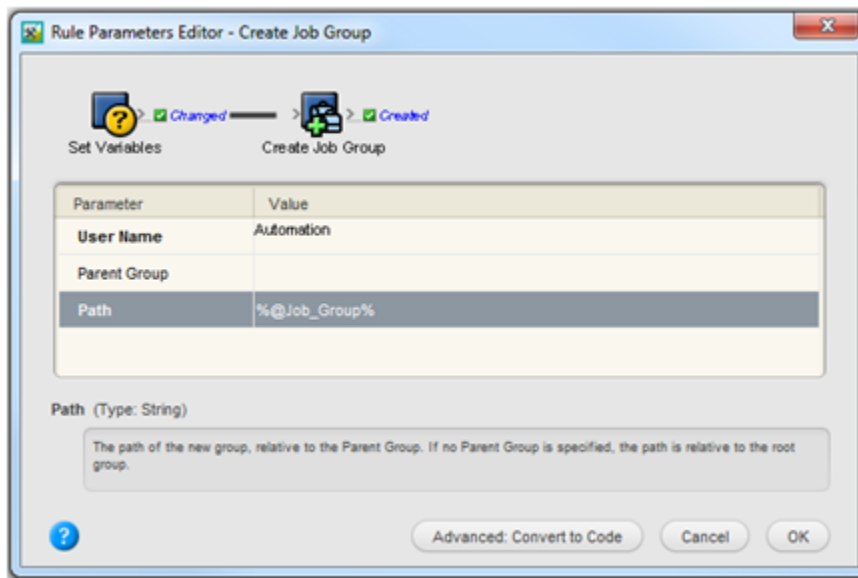 Rule Parameters Editor - Create Job Group
Changed Created
Set Variables Create Job Group
Parameter Value
User Name Automation
Parent Group
Path %@Job_Group%
Path (Type: String)
The path of the new group, relative to the Parent Group. If no Parent Group is specified, the path is relative to the root
group.
? Advanced: Convert to Code Cancel OK